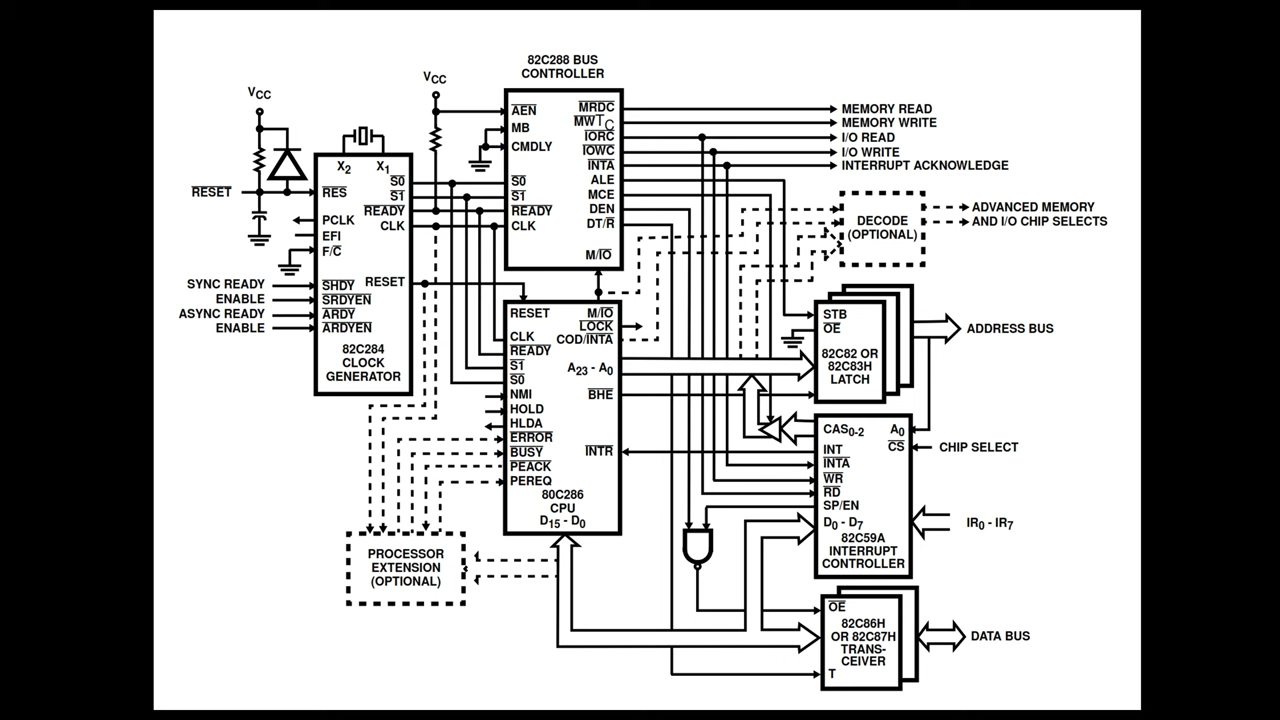 82C288 BUS
CONTROLLER
VCC
VCC
X2
X1
RESET
RES
PCLK
EFI
F/C
SYNC READY
ENABLE
ASYNC READY
ENABLE
SHDY
SRDYEN
ARDY
ARDYEN
S0
S1
READY
CLK
RESET
82C284
CLOCK
GENERATOR
AEN
MB
CMDLY
S0
S1
READY
CLK
MRDC
MWTC
IORC
IOWC
INTA
ALE
MCE
DEN
DT/R
M/IO
MEMORY READ
MEMORY WRITE
I/O READ
I/O WRITE
INTERRUPT ACKNOWLEDGE
DECODE
(OPTIONAL)
ADVANCED MEMORY
AND I/O CHIP SELECTS
RESET
CLK
READY
S1
S0
NMI
HOLD
HLDA
ERROR
BUSY
PEACK
PEREQ
M/IO
LOCK
COD/INTA
A23 - A0
BHE
INTR
80C286
CPU
D15 - D0
STB
OE
82C82 OR
82C83H
LATCH
ADDRESS BUS
CAS0-2
A0
INT
CS
CHIP SELECT
INTA
WR
RD
SP/EN
D0 - D7
IR0 - IR7
82C59A
INTERRUPT
CONTROLLER
PROCESSOR
EXTENSION
(OPTIONAL)
OE
82C86H
OR 82C87H
TRANS-
CEIVER
T
DATA BUS